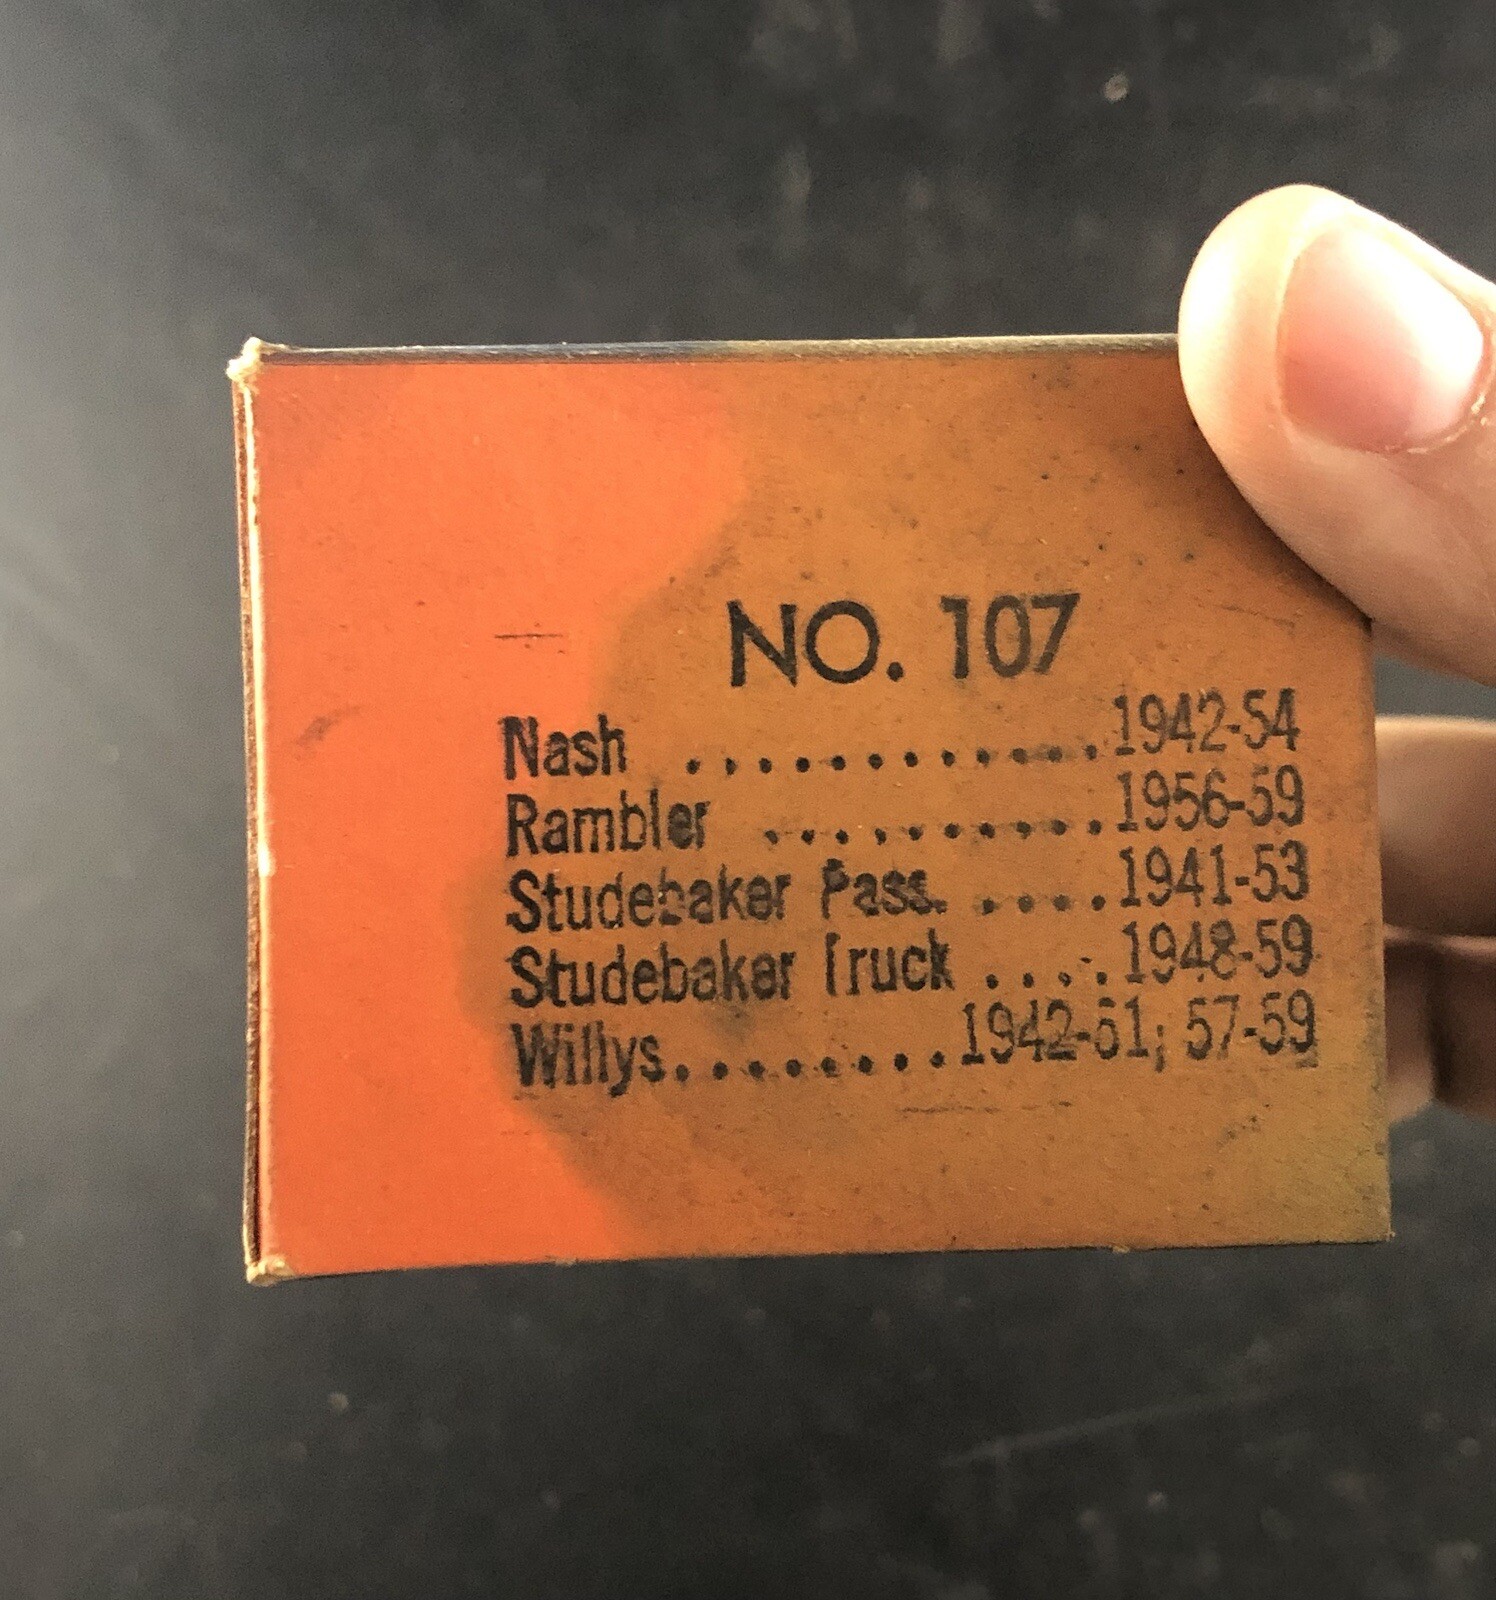 NO. 107
Nash ............1942-54
Rambler ..........1956-59
Studebaker Pass. ....1941-53
Studebaker Truck ....1948-59
Willys........1942-51; 57-59